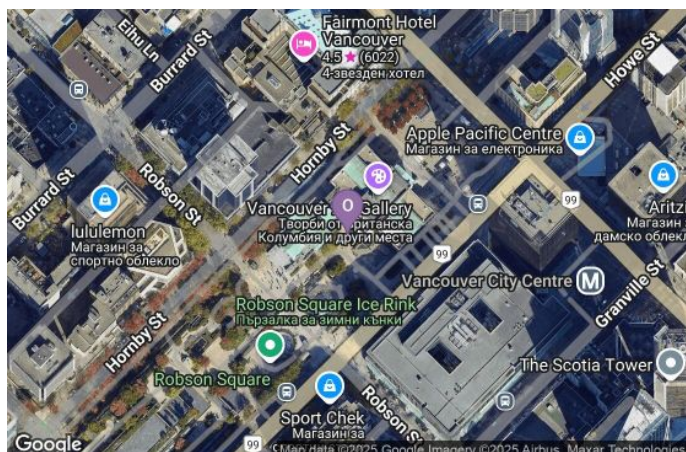 Fairmont Hotel
Vancouver
4.5 ★ (6022)
4-звезден хотел
Eihu Ln
Burrard St
Howe St
Hornby St
Apple Pacific Centre
Магазин за електроника
Robson St
Burrard St
lululemon
Магазин за
спортно облекло
Vancouver
Gallery
O
Творби от
Британска
Колумбия и други места
99
Aritzi
Магазин
дамско облекл
99
Vancouver City Centre
M
Granville St
Robson Square Ice Rink
Пързалка за зимни кънки
Hornby St
Robson Square
The Scotia Tower
Sport Chek
Магазин за
Robson St
99
Google
Map data ©2025 Google Imagery ©2025 Airbus, Maxar Technologies